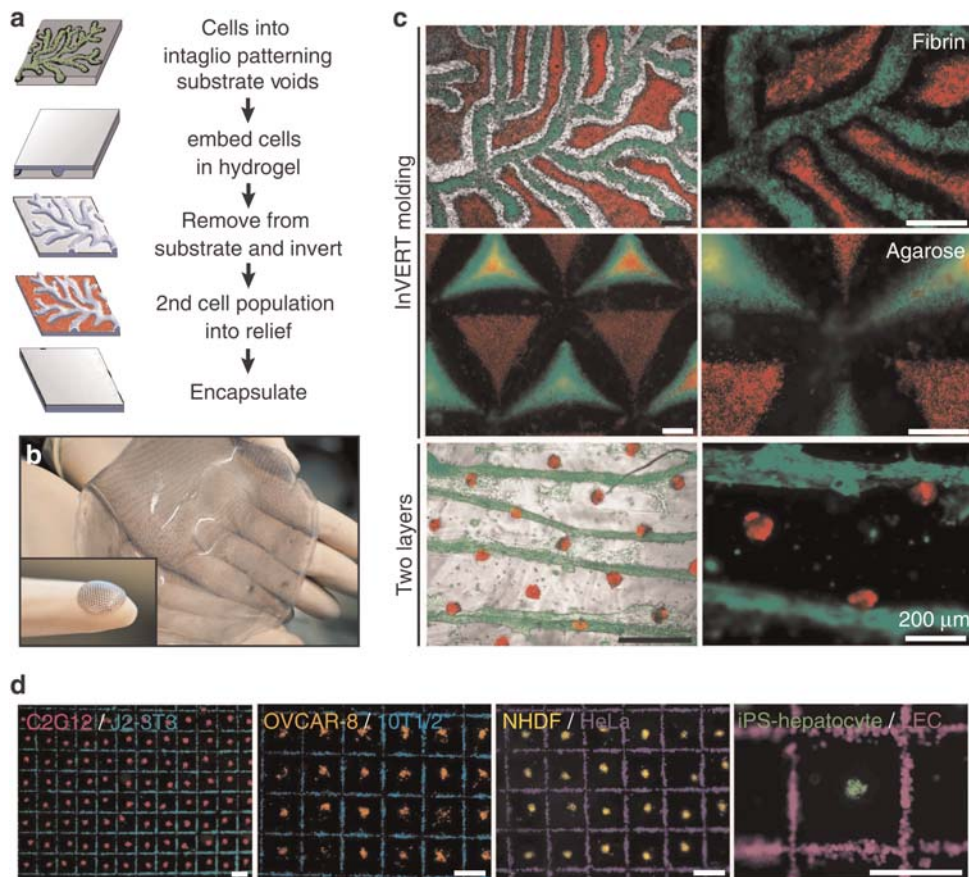 a
Cells into
intaglio patterning
substrate voids
embed cells
in hydrogel
Remove from
substrate and invert
2nd cell population
into relief
Encapsulate
b
c
InVERT molding
Fibrin
Agarose
Two layers
200 μm
d
C2C12 / J2-3T3
OVCAR-8 / 10T1/2
NHDF / HeLa
iPS-hepatocyte /